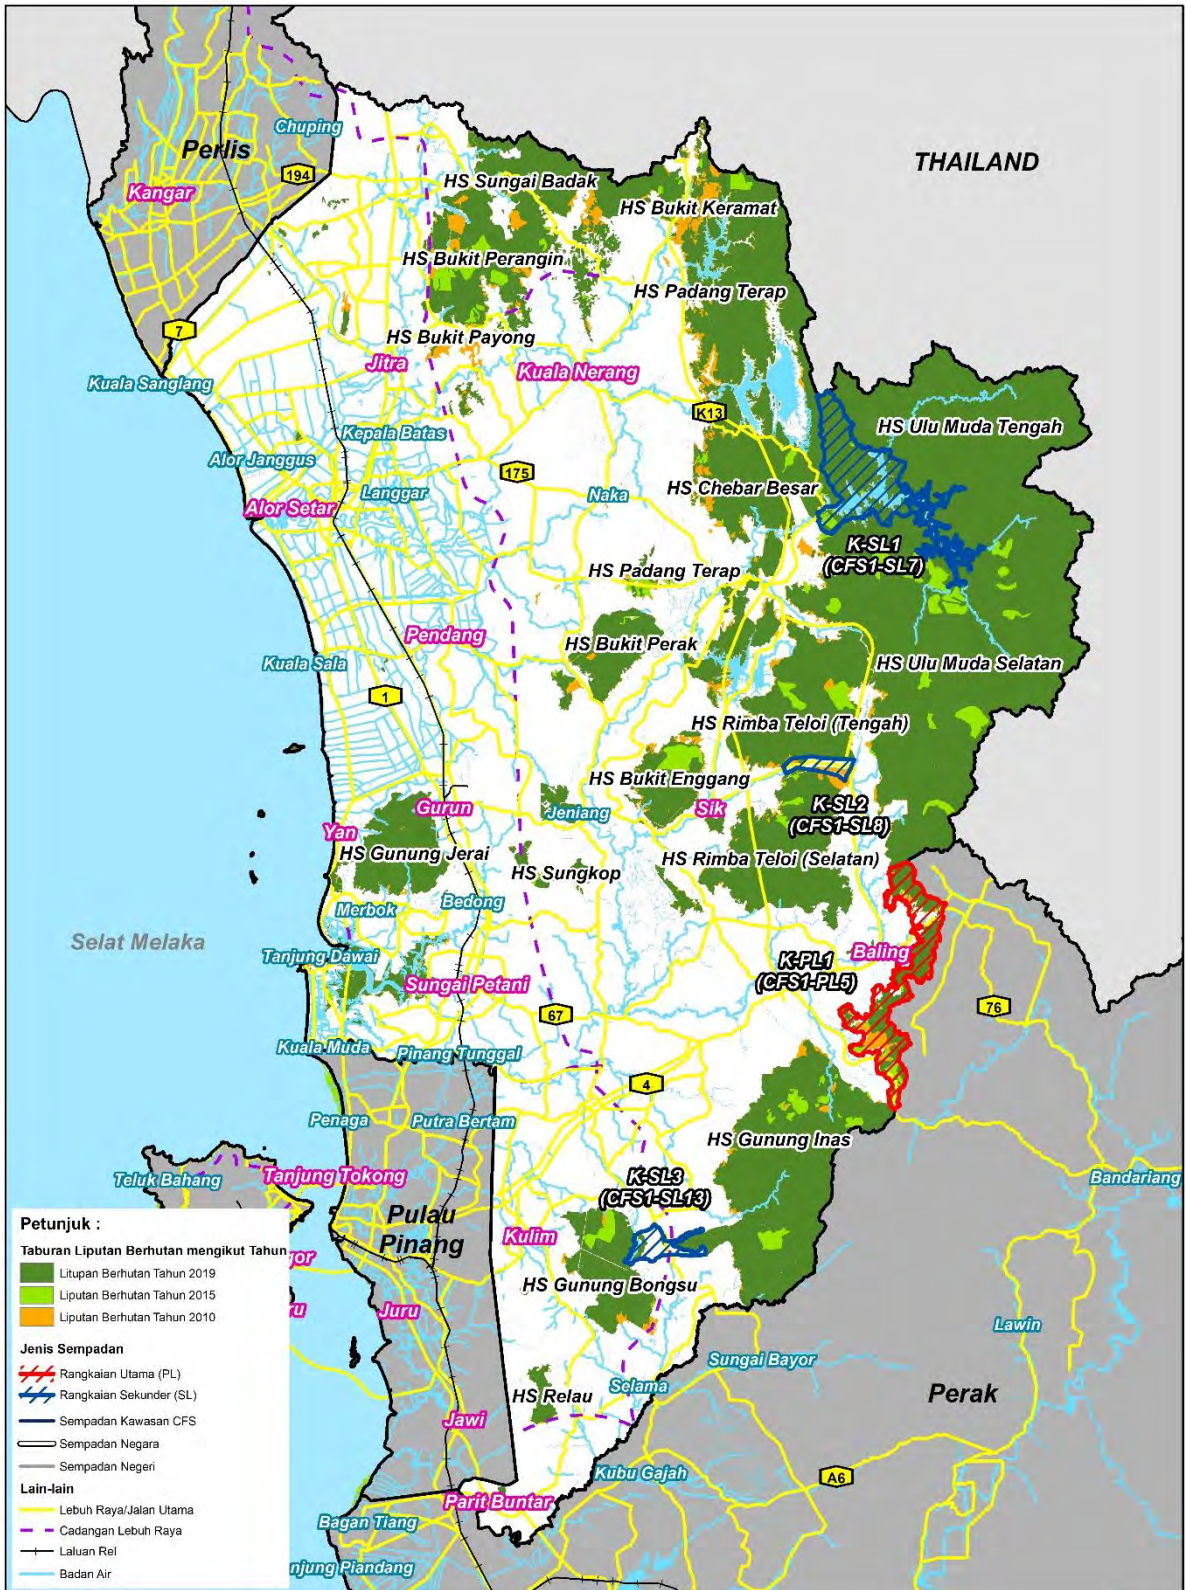 Chuping
Perlis
194
Kangar
THAILAND
HS Sungai Badak
HS Bukit Keramat
HS Bukit Perangin
HS Padang Terap
7
HS Bukit Payong
Jitra
Kuala Nerang
Kuala Sanglang
K13
HS Ulu Muda Tengah
Kepala Batas
Alor Janggus
175
Langgar
Naka
HS Chebar Besar
Alor Setar
K-SL1
(CFS1-SL7)
HS Padang Terap
Pendang
HS Bukit Perak
Kuala Sala
HS Ulu Muda Selatan
1
HS Rimba Teloi (Tengah)
HS Bukit Enggang
Gurun
Jeniang
Sik
K-SL2
(CFS1-SL8)
Yan
HS Gunung Jerai
HS Sungkop
HS Rimba Teloi (Selatan)
Merbok
Bedong
Selat Melaka
Tanjung Dawai
Baling
K-PL1
(CFS1-PL5)
Sungai Petani
67
76
Kuala Muda
Pinang Tunggal
4
Penaga
Putra Bertam
HS Gunung Inas
Teluk Bahang
Tanjung Tokong
K-SL3
(CFS1-SL13)
Bandariang
Pulau
Pinang
Kulim
HS Gunung Bongsu
Juru
Lawin
Sungai Bayor
Selama
HS Relau
Perak
Jawi
Kubu Gajah
A6
Parit Buntar
Bagan Tiang
njung Piandang
gor
ru
Petunjuk :
Taburan Liputan Berhutan mengikut Tahun
Litupan Berhutan Tahun 2019
Liputan Berhutan Tahun 2015
Liputan Berhutan Tahun 2010
Jenis Sempadan
Rangkaian Utama (PL)
Rangkaian Sekunder (SL)
Sempadan Kawasan CFS
Sempadan Negara
Sempadan Negeri
Lain-lain
Lebuh Raya/Jalan Utama
Cadangan Lebuh Raya
Laluan Rel
Badan Air